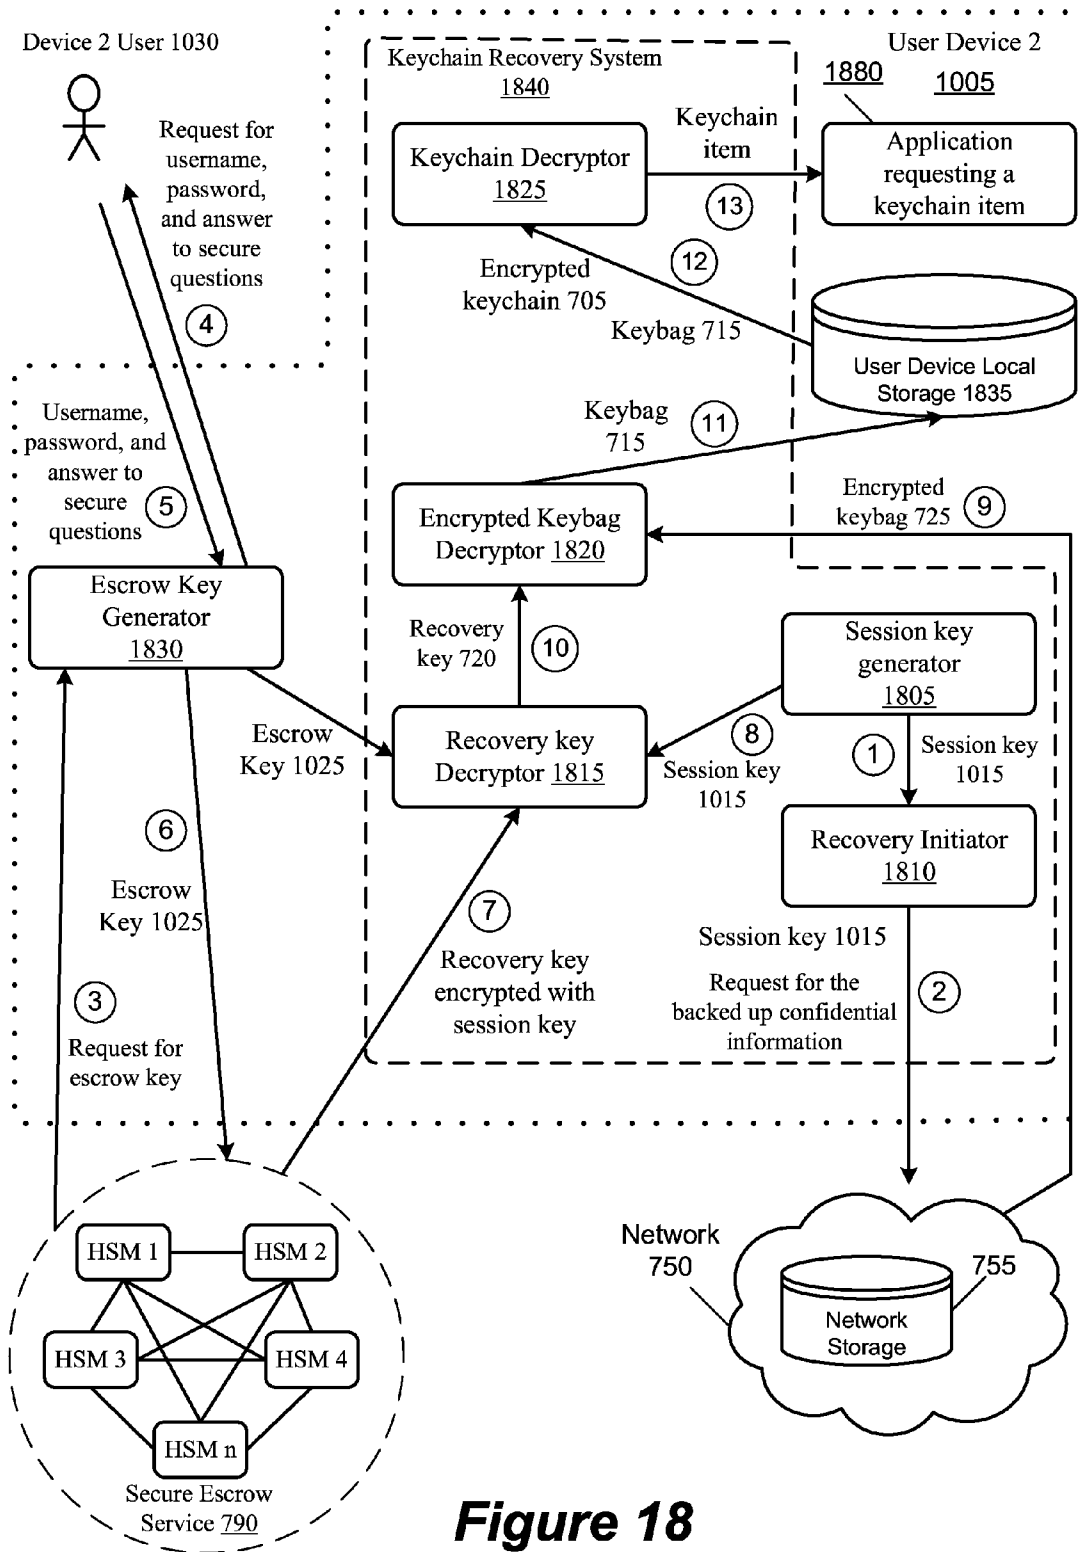 Device 2 User 1030
Keychain Recovery System
1840
User Device 2
1005
1880
Request for
username,
password,
and answer
to secure
questions
4
Keychain Decryptor
1825
Keychain
item
13
Application
requesting a
keychain item
12
Encrypted
keychain 705
Keybag 715
User Device Local
Storage 1835
Username,
password, and
answer to
secure
questions
5
Keybag
715
11
Encrypted
keybag 725
9
Encrypted Keybag
Decryptor 1820
Escrow Key
Generator
1830
Recovery
key 720
10
Session key
generator
1805
Escrow
Key 1025
Recovery key
Decryptor 1815
8
Session key
1015
1
Session key
1015
Recovery Initiator
1810
6
Escrow
Key 1025
7
Recovery key
encrypted with
session key
Session key 1015
Request for the
backed up confidential
information
2
3
Request for
escrow key
HSM 1
HSM 2
HSM 3
HSM 4
HSM n
Secure Escrow
Service 790
Network
750
755
Network
Storage
Figure 18